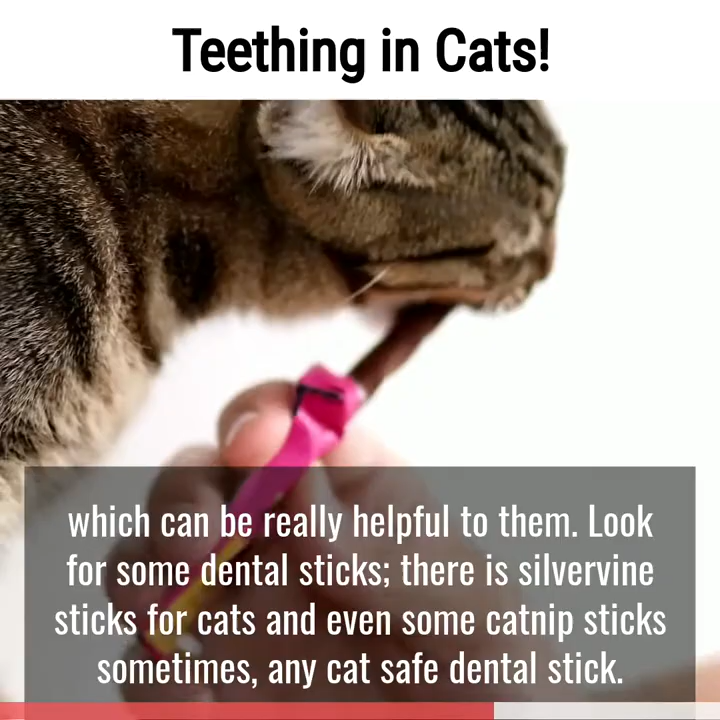 Teething in Cats!
which can be really helpful to them. Look
for some dental sticks; there is silvervine
sticks for cats and even some catnip sticks
sometimes, any cat safe dental stick.